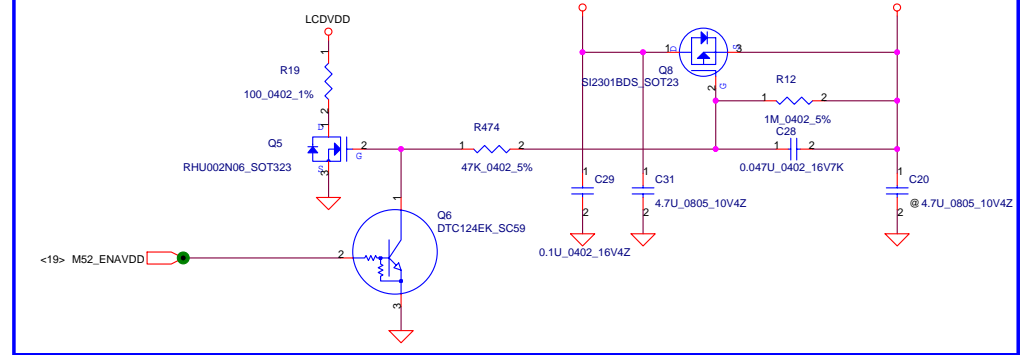 LCDVDD
1
R19
100_0402_1%
2
1
D
Q5
2
G
RHU002N06_SOT323
S
3
R474
1
2
47K_0402_5%
1
D
S
3
Q8
SI2301BDS_SOT23
2
G
R12
1
2
1M_0402_5%
C28
1
2
0.047U_0402_16V7K
1
C29
2
0.1U_0402_16V4Z
1
C31
4.7U_0805_10V4Z
2
1
C20
@ 4.7U_0805_10V4Z
2
1
Q6
DTC124EK_SC59
<19> M52_ENAVDD
2
3